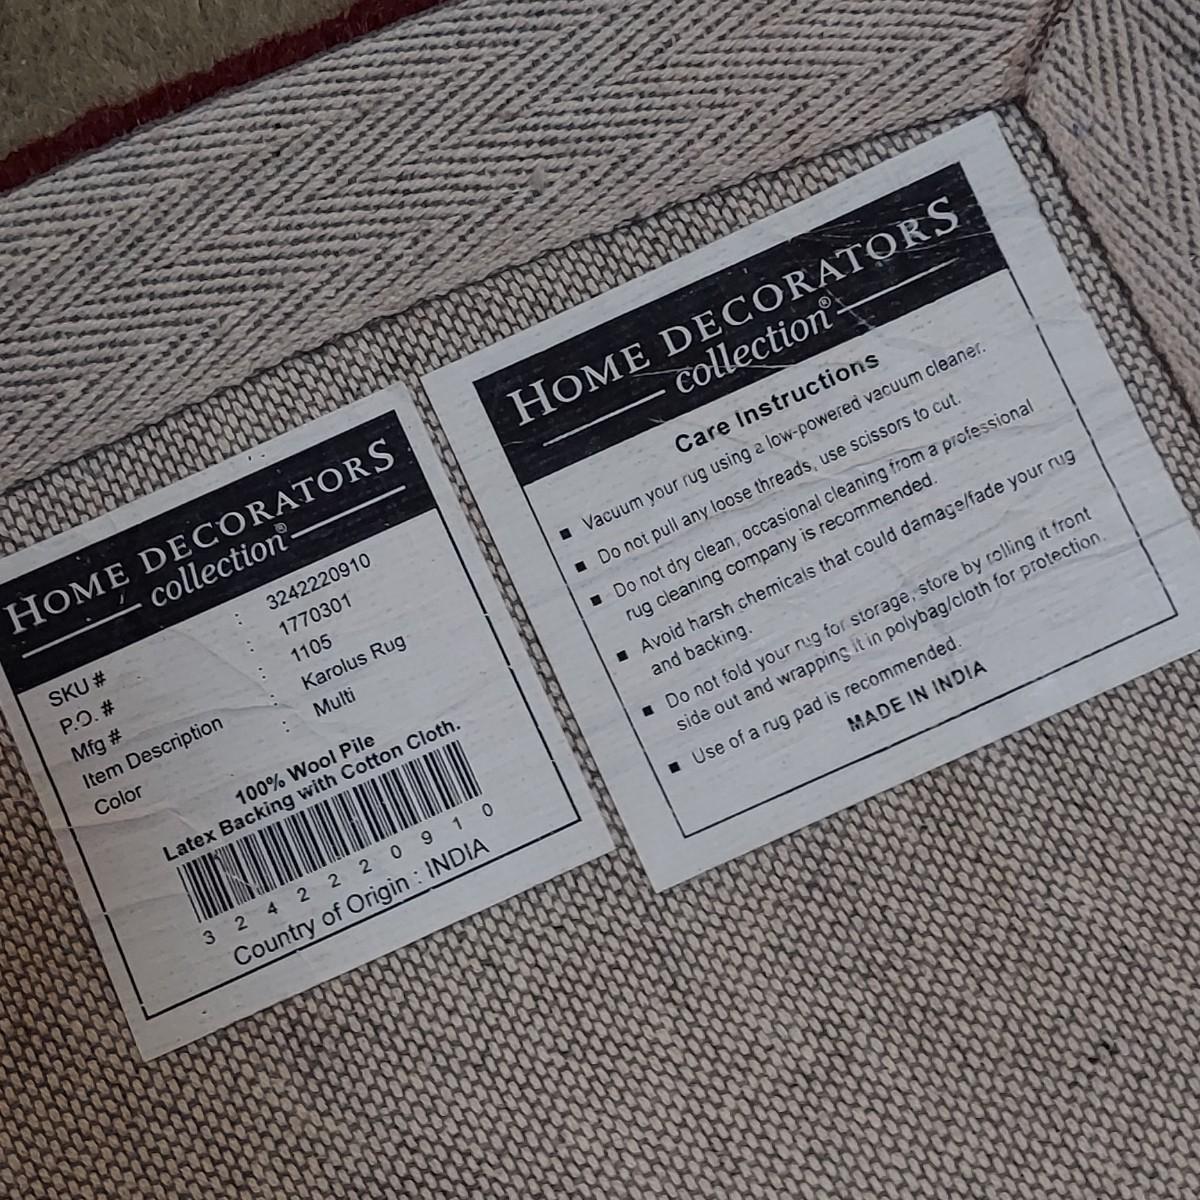 HOME DECORATORS
collection®
SKU # : 3242220910
P.O. # : 1770301
Mfg # : 1105
Item Description : Karolus Rug
Color : Multi
100% Wool Pile
Latex Backing with Cotton Cloth.
3 2 4 2 2 2 0 9 1 0
Country of Origin : INDIA
HOME DECORATORS
collection®
Care Instructions
▪ Vacuum your rug using a low-powered vacuum cleaner.
▪ Do not pull any loose threads, use scissors to cut.
▪ Do not dry clean, occasional cleaning from a professional
rug cleaning company is recommended.
▪ Avoid harsh chemicals that could damage/fade your rug
and backing.
▪ Do not fold your rug for storage, store by rolling it front
side out and wrapping it in polybag/cloth for protection.
▪ Use of a rug pad is recommended.
MADE IN INDIA